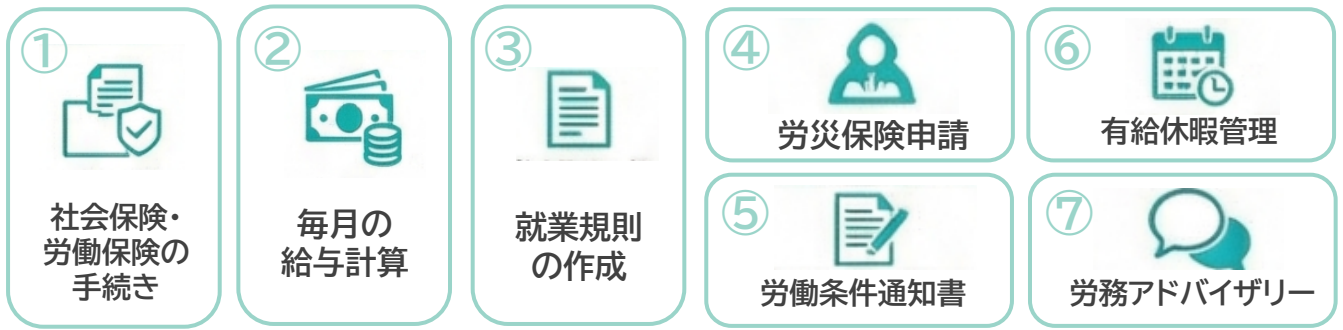 ①
社会保険・
労働保険の
手続き
②
毎月の
給与計算
③
就業規則
の作成
④
労災保険申請
⑤
労働条件通知書
⑥
有給休暇管理
⑦
労務アドバイザリー